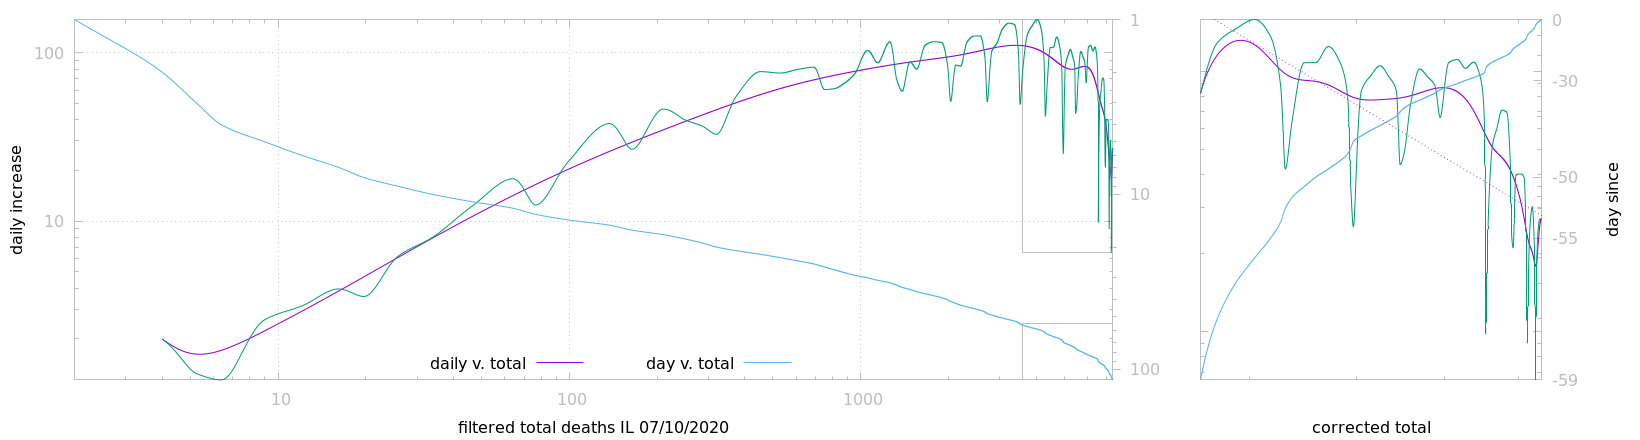 100
10
daily increase
daily v. total
day v. total
10
100
1000
filtered total deaths IL 07/10/2020
1
10
100
0
-30
-50
-55
-59
day since
corrected total